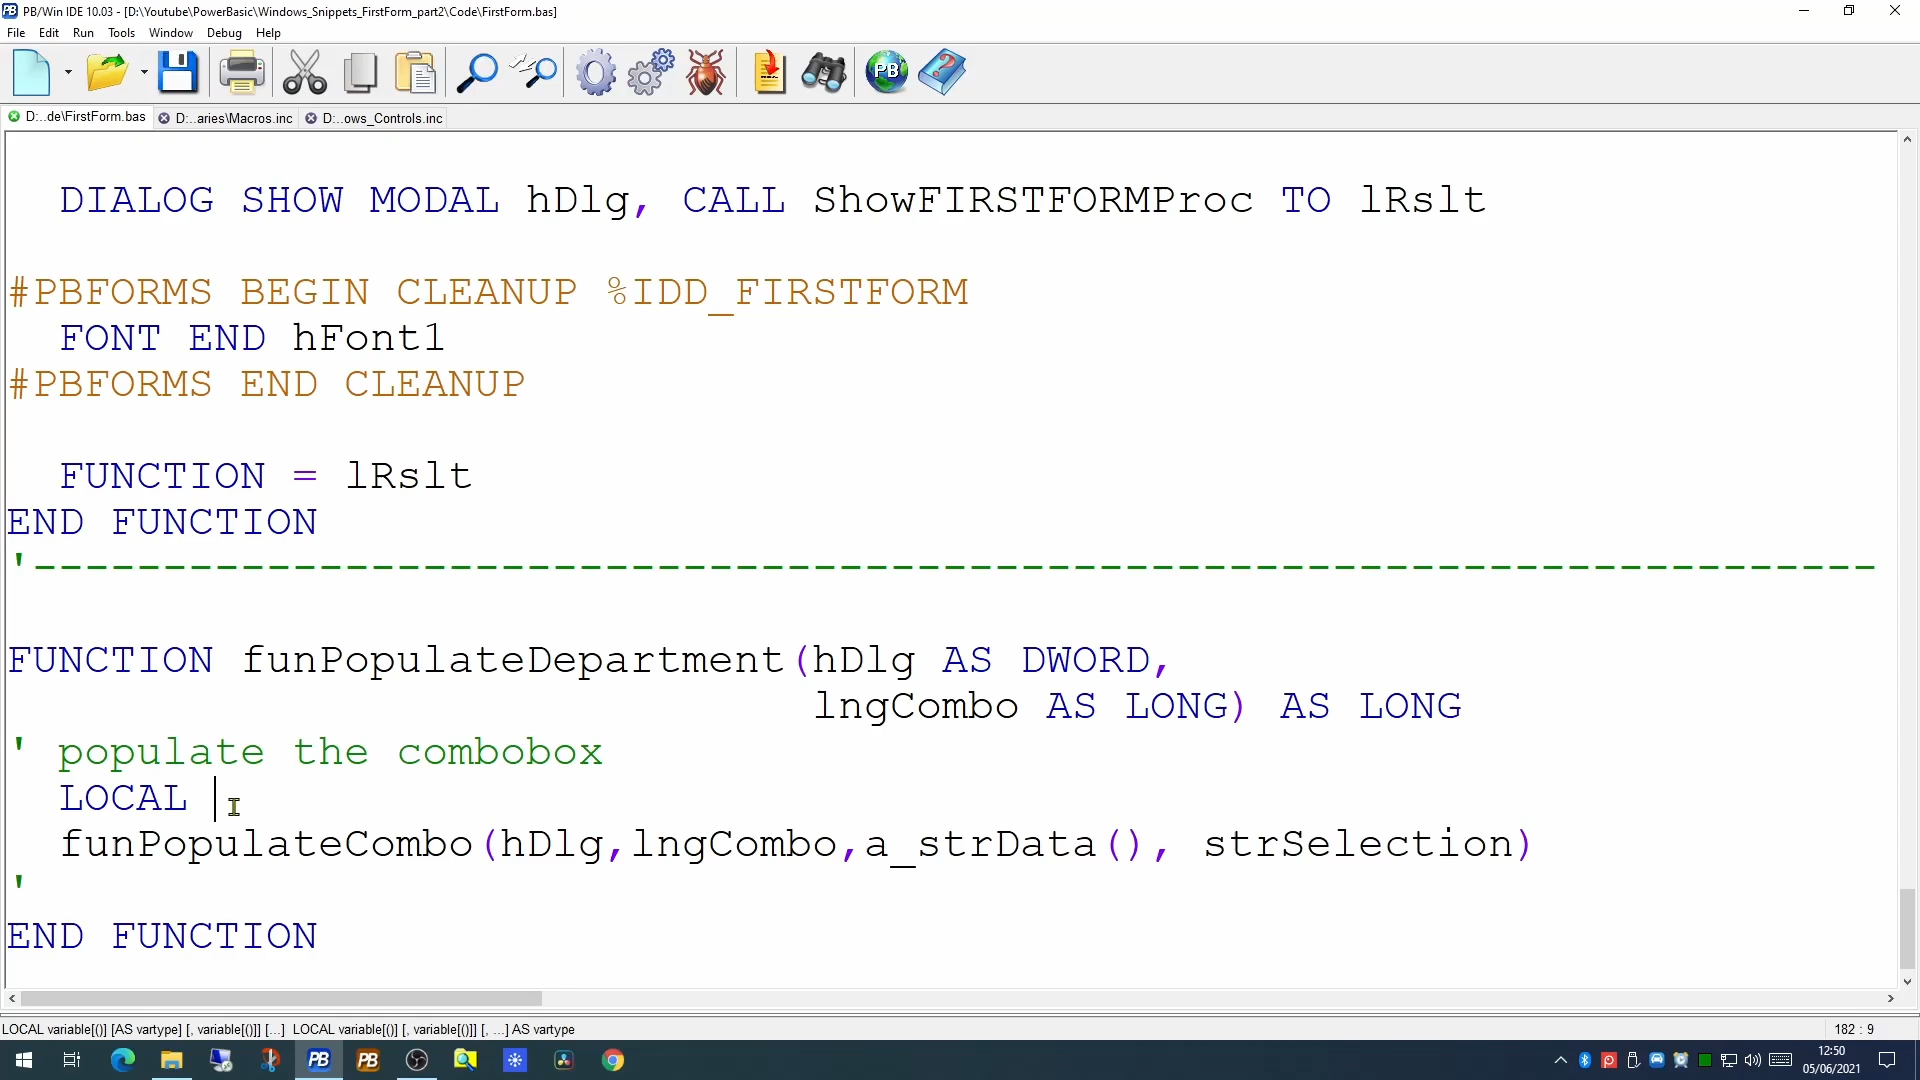 PB/Win IDE 10.03 - [D:\Youtube\PowerBasic\Windows_Snippets_FirstForm_part2\Code\FirstForm.bas]
File Edit Run Tools Window Debug Help
D:..de\FirstForm.bas D:..aries\Macros.inc D:..ows_Controls.inc
DIALOG SHOW MODAL hDlg, CALL ShowFIRSTFORMProc TO lRslt
#PBFORMS BEGIN CLEANUP %IDD_FIRSTFORM
FONT END hFont1
#PBFORMS END CLEANUP
FUNCTION = lRslt
END FUNCTION
'-----------------------------------------------------------------------
FUNCTION funPopulateDepartment(hDlg AS DWORD,
lngCombo AS LONG) AS LONG
' populate the combobox
LOCAL
funPopulateCombo(hDlg,lngCombo,a_strData(), strSelection)
'
END FUNCTION
LOCAL variable[()] [AS vartype] [, variable[()]] [...] LOCAL variable[()] [, variable[()]] [, ...] AS vartype 182 : 9
12:50
05/06/2021